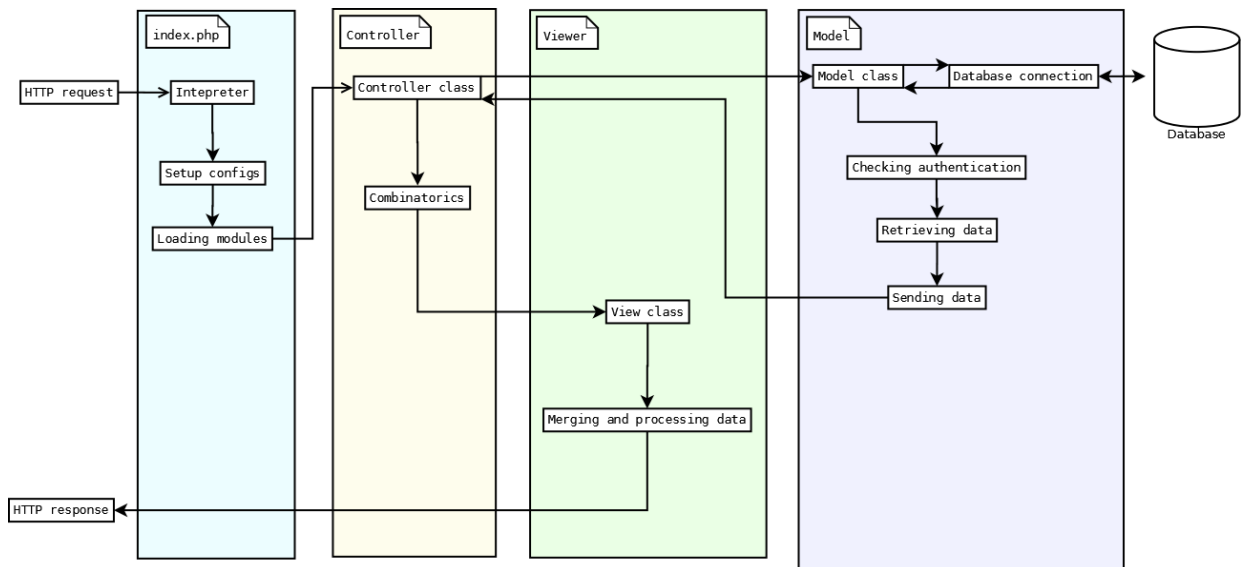 index.php
Controller
Viewer
Model
HTTP request
Intepreter
Controller class
Model class
Database connection
Database
Setup configs
Checking authentication
Combinatorics
Loading modules
Retrieving data
Sending data
View class
Merging and processing data
HTTP response